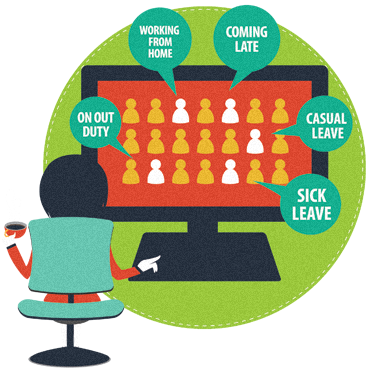 WORKING
FROM
HOME
COMING
LATE
ON OUT
DUTY
CASUAL
LEAVE
SICK
LEAVE